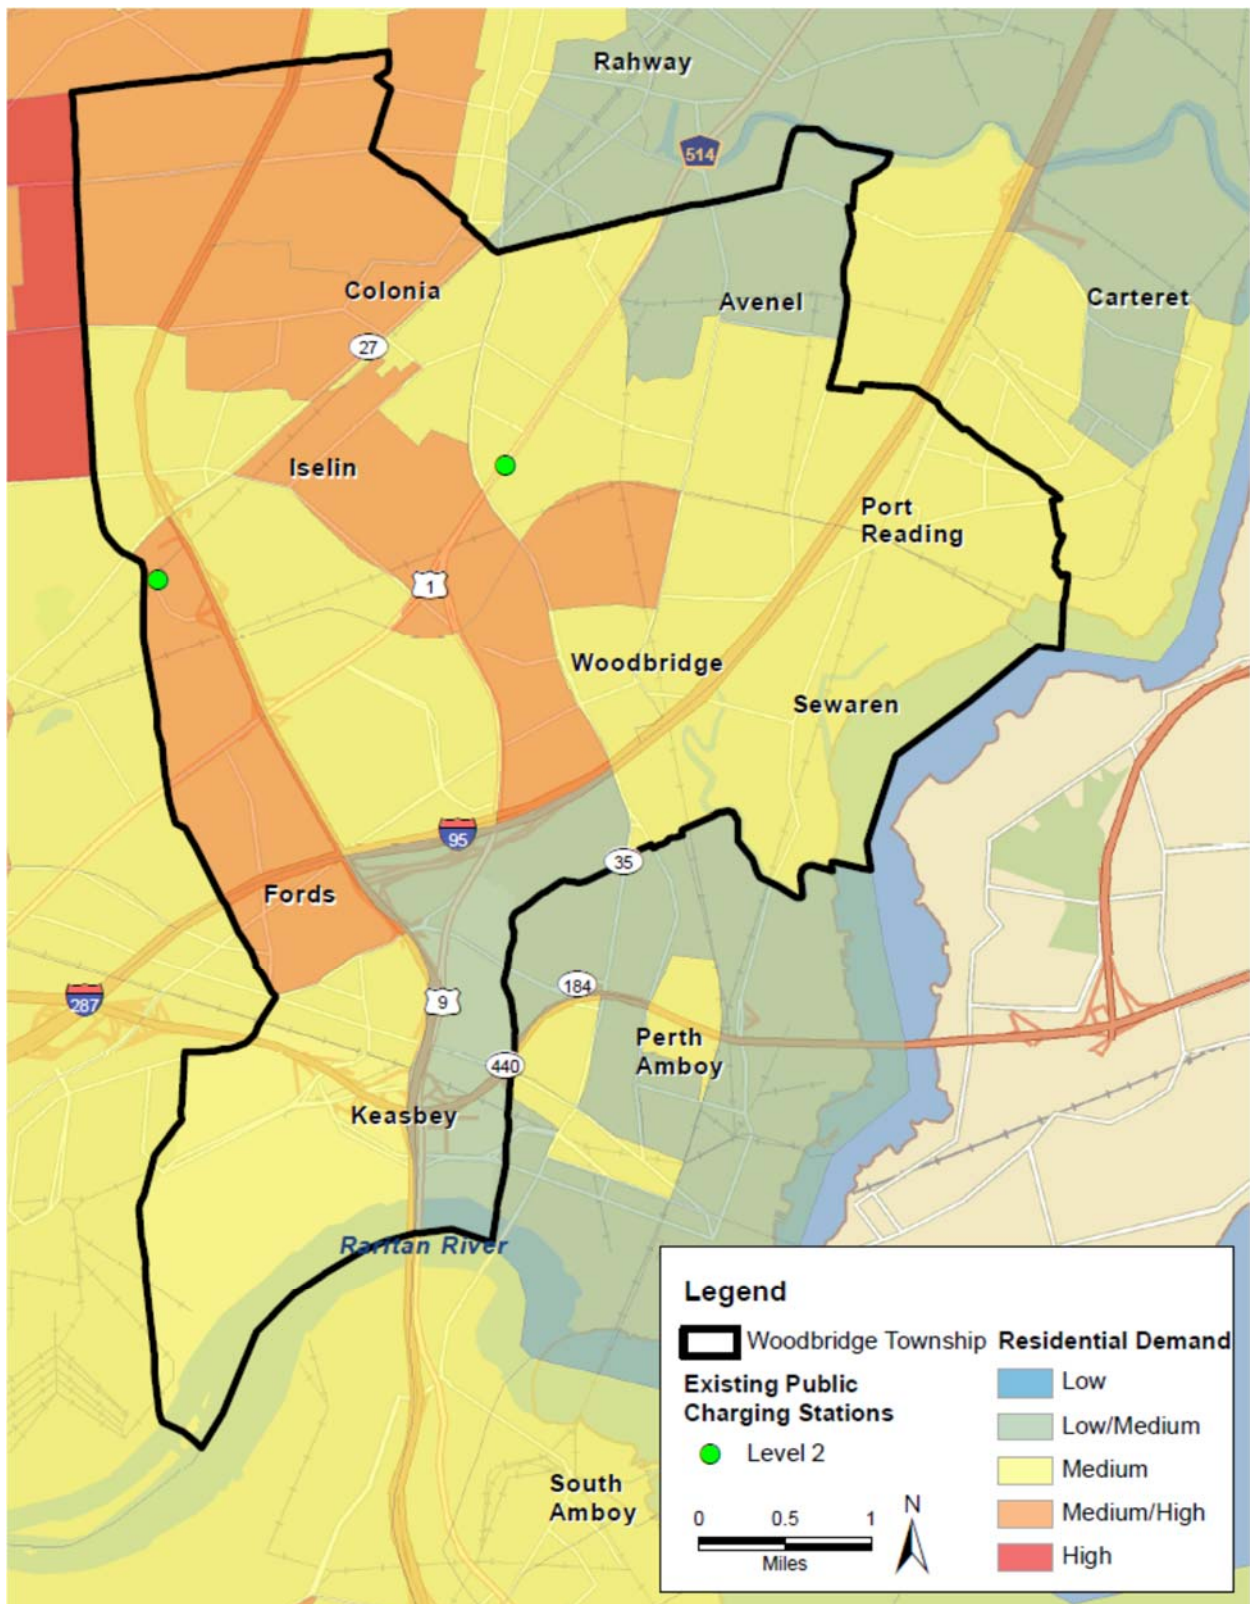 Rahway
514
Colonia
Avenel
Carteret
27
Iselin
Port
Reading
1
Woodbridge
Sewaren
95
35
Fords
287
9
184
Perth
Amboy
440
Keasbey
Raritan River
South
Amboy
Legend
Woodbridge Township
Existing Public
Charging Stations
Level 2
Residential Demand
Low
Low/Medium
Medium
Medium/High
High
0 0.5 1
Miles
N